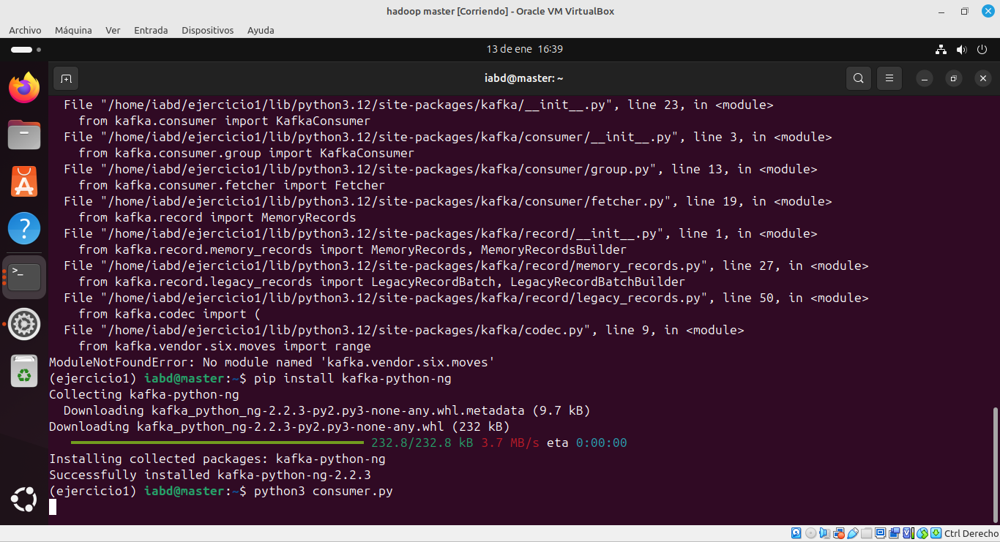 hadoop master [Corriendo] - Oracle VM VirtualBox
Archivo Máquina Ver Entrada Dispositivos Ayuda
13 de ene 16:39
iabd@master: ~
File "/home/iabd/ejercicio1/lib/python3.12/site-packages/kafka/__init__.py", line 23, in <module>
from kafka.consumer import KafkaConsumer
File "/home/iabd/ejercicio1/lib/python3.12/site-packages/kafka/consumer/__init__.py", line 3, in <module>
from kafka.consumer.group import KafkaConsumer
File "/home/iabd/ejercicio1/lib/python3.12/site-packages/kafka/consumer/group.py", line 13, in <module>
from kafka.consumer.fetcher import Fetcher
File "/home/iabd/ejercicio1/lib/python3.12/site-packages/kafka/consumer/fetcher.py", line 19, in <module>
from kafka.record import MemoryRecords
File "/home/iabd/ejercicio1/lib/python3.12/site-packages/kafka/record/__init__.py", line 1, in <module>
from kafka.record.memory_records import MemoryRecords, MemoryRecordsBuilder
File "/home/iabd/ejercicio1/lib/python3.12/site-packages/kafka/record/memory_records.py", line 27, in <module>
from kafka.record.legacy_records import LegacyRecordBatch, LegacyRecordBatchBuilder
File "/home/iabd/ejercicio1/lib/python3.12/site-packages/kafka/record/legacy_records.py", line 50, in <module>
from kafka.codec import (
File "/home/iabd/ejercicio1/lib/python3.12/site-packages/kafka/codec.py", line 9, in <module>
from kafka.vendor.six.moves import range
ModuleNotFoundError: No module named 'kafka.vendor.six.moves'
(ejercicio1) iabd@master:~$ pip install kafka-python-ng
Collecting kafka-python-ng
Downloading kafka_python_ng-2.2.3-py2.py3-none-any.whl.metadata (9.7 kB)
Downloading kafka_python_ng-2.2.3-py2.py3-none-any.whl (232 kB)
232.8/232.8 kB 3.7 MB/s eta 0:00:00
Installing collected packages: kafka-python-ng
Successfully installed kafka-python-ng-2.2.3
(ejercicio1) iabd@master:~$ python3 consumer.py
Ctrl Derecho